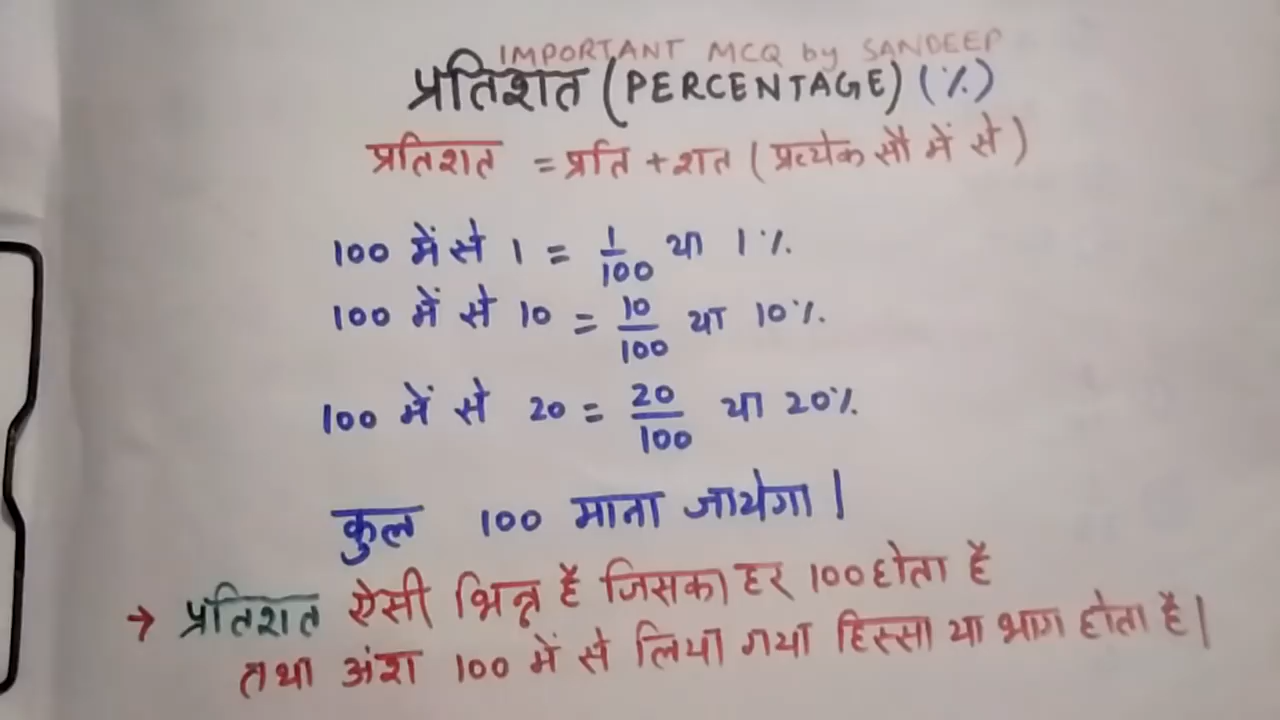 IMPORTANT MCQ by SANDEEP
प्रतिशत (PERCENTAGE) (%)
प्रतिशत = प्रति + शत (प्रत्येक सौ में से)
100 में से 1 = 1/100 या 1%
100 में से 10 = 10/100 या 10%
100 में से 20 = 20/100 या 20%
कुल 100 माना जायेगा।
→ प्रतिशत ऐसी भिन्न है जिसका हर 100 होता है
तथा अंश 100 में से लिया गया हिस्सा या भाग होता है।